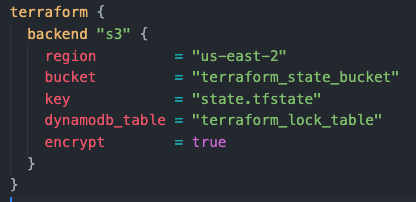 terraform {
  backend "s3" {
    region         = "us-east-2"
    bucket         = "terraform_state_bucket"
    key            = "state.tfstate"
    dynamodb_table = "terraform_lock_table"
    encrypt        = true
  }
}